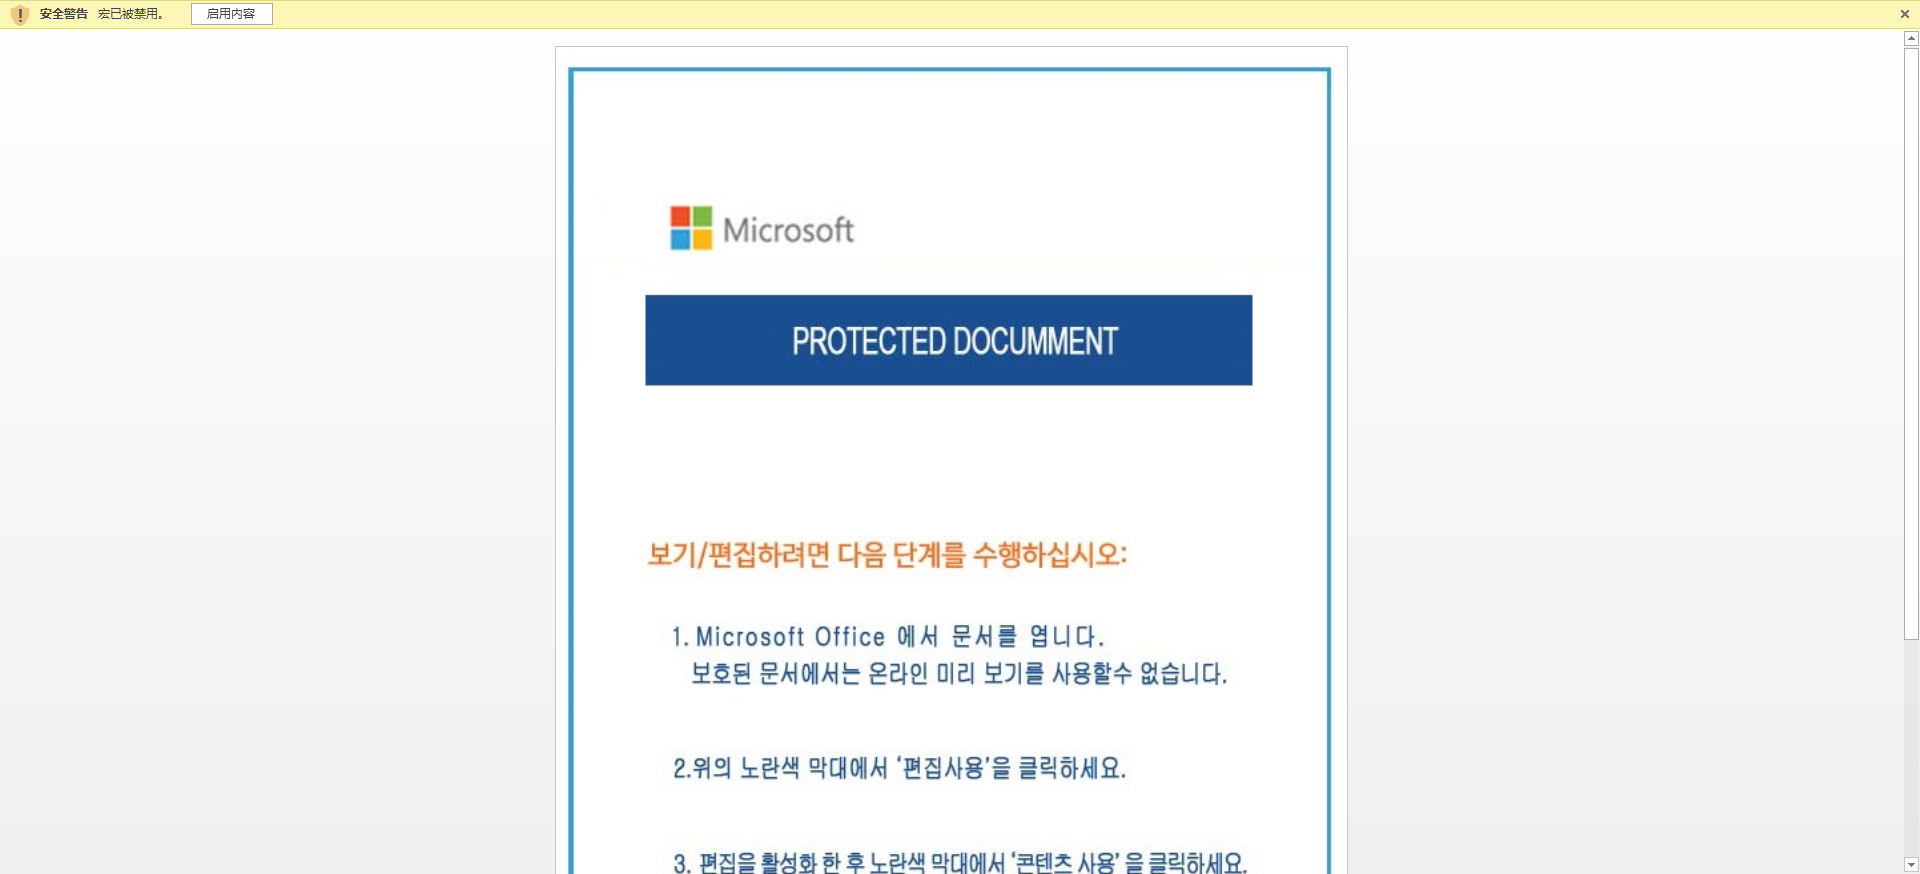 安全警告 宏已被禁用。 启用内容
Microsoft
PROTECTED DOCUMMENT
보기/편집하려면 다음 단계를 수행하십시오:
1. Microsoft Office 에서 문서를 엽니다.
보호된 문서에서는 온라인 미리 보기를 사용할수 없습니다.
2.위의 노란색 막대에서 ‘편집사용’을 클릭하세요.
3. 편집을 활성화 한 후 노란색 막대에서 ‘콘텐츠 사용’ 을 클릭하세요.